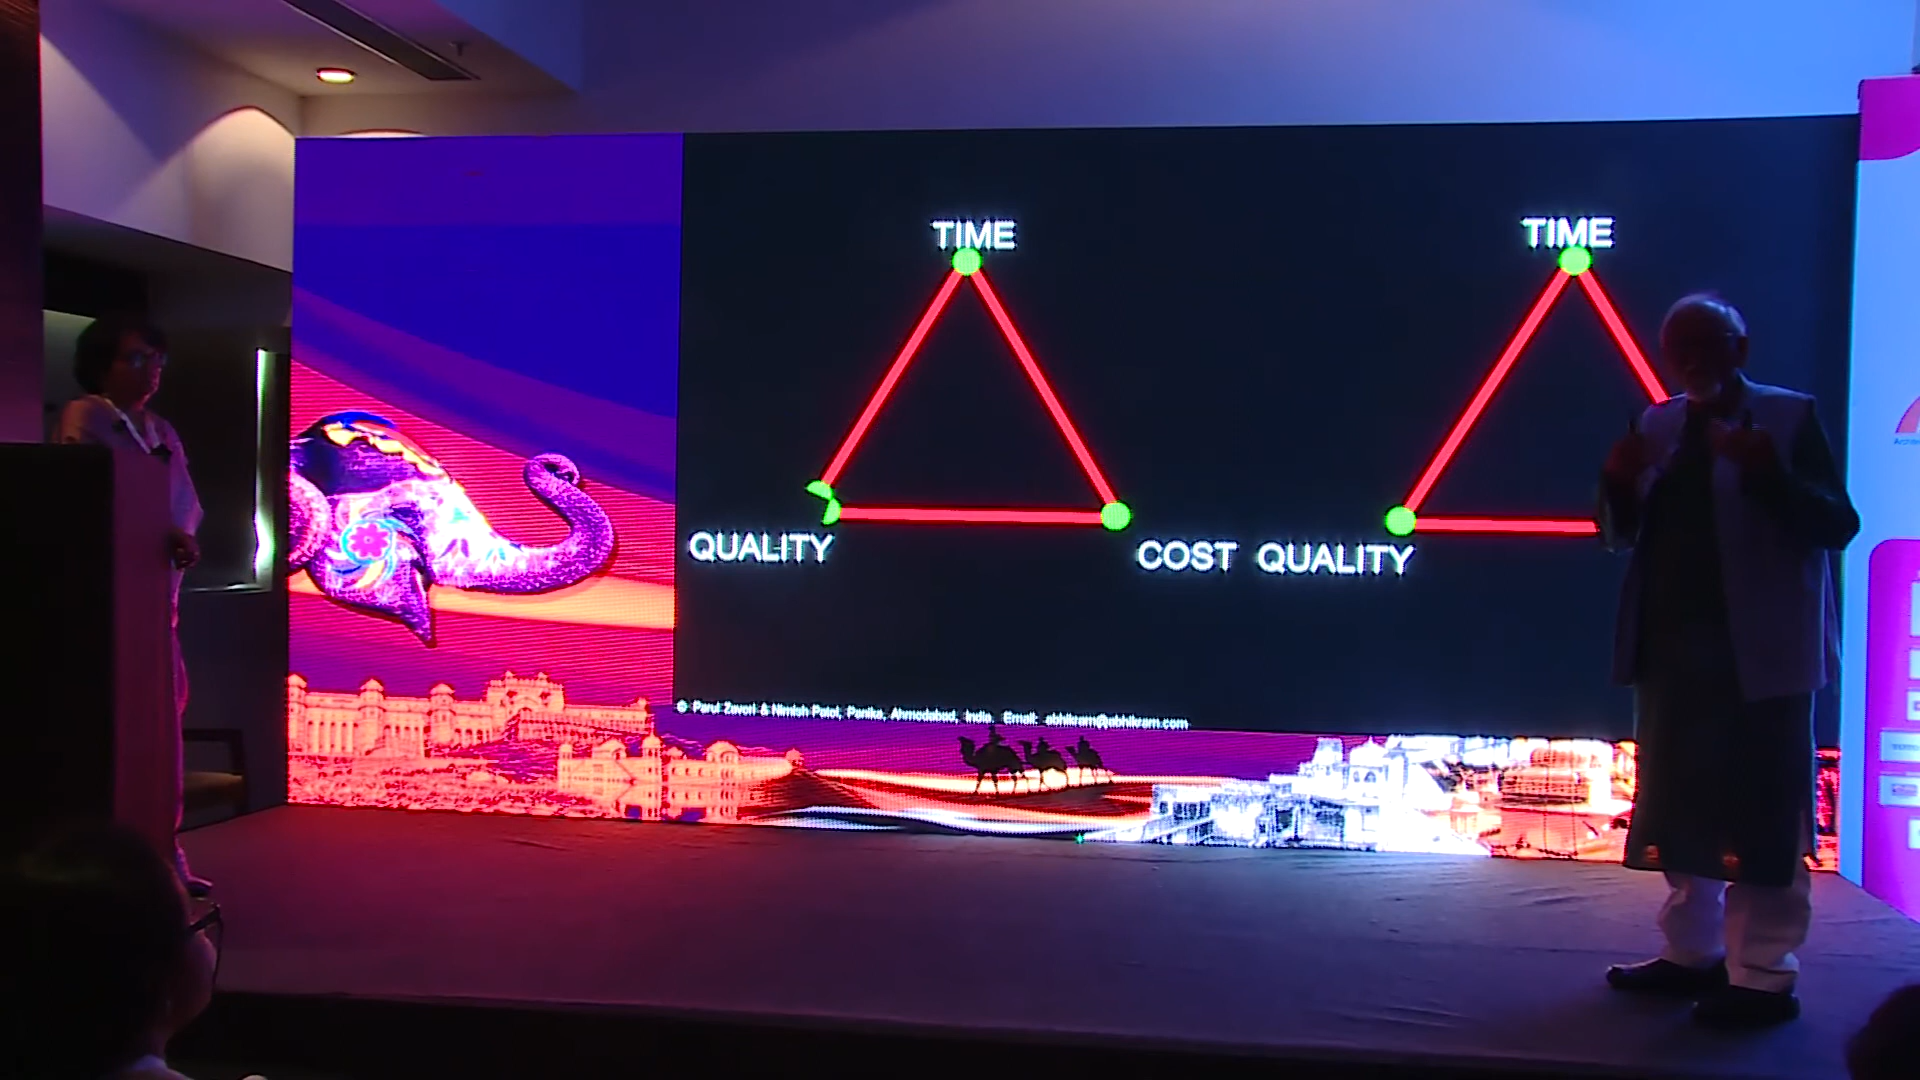 TIME
TIME
QUALITY
COST QUALITY
© Parul Zaveri & Nimish Patel, Panika, Ahmedabad, India. Email: abhikram@abhikram.com